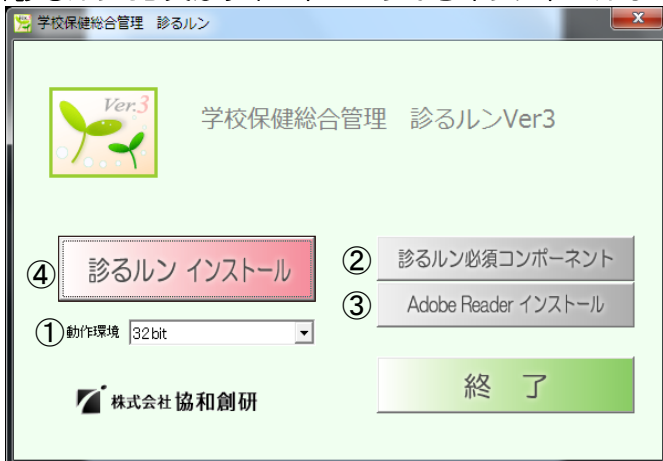 学校保健総合管理 診るルン
Ver.3
学校保健総合管理 診るルンVer3
④ 診るルン インストール
② 診るルン必須コンポーネント
③ Adobe Reader インストール
① 動作環境 32bit
終 了
株式会社 協和創研